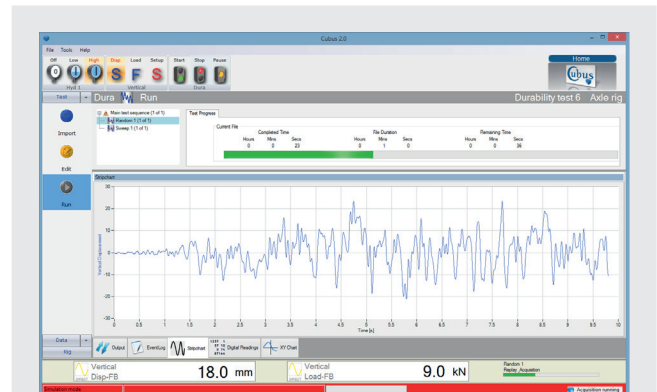 Cubus 2.0
File Tools Help
Off Low High Disp Load Setup Start Stop Pause
S F S
Hyd 1 Vertical Dura
Home
Cubus
Test Dura Run Durability test 6 Axle rig
Import
Edit
Run
Main test sequence (1 of 1)
Random 1 (1 of 1)
Sweep 1 (1 of 1)
Test Progress
Current File
Completed Time File Duration Remaining Time
Hours Mins Secs Hours Mins Secs Hours Mins Secs
0 0 23 0 1 0 0 0 36
Stripchart
30
20
10
0
-10
-20
-30
Vertical Displacement
0 0.5 1 1.5 2 2.5 3 3.5 4 4.5 5 5.5 6 6.5 7 7.5 8 8.5 9 9.5 10
Time [s]
Data
Rig
Output EventLog Stripchart Digital Readings XY Chart
Vertical
Disp-FB
18.0 mm
Vertical
Load-FB
9.0 kN
Random 1
Replay Acquisition
Simulation mode
Acquisition running